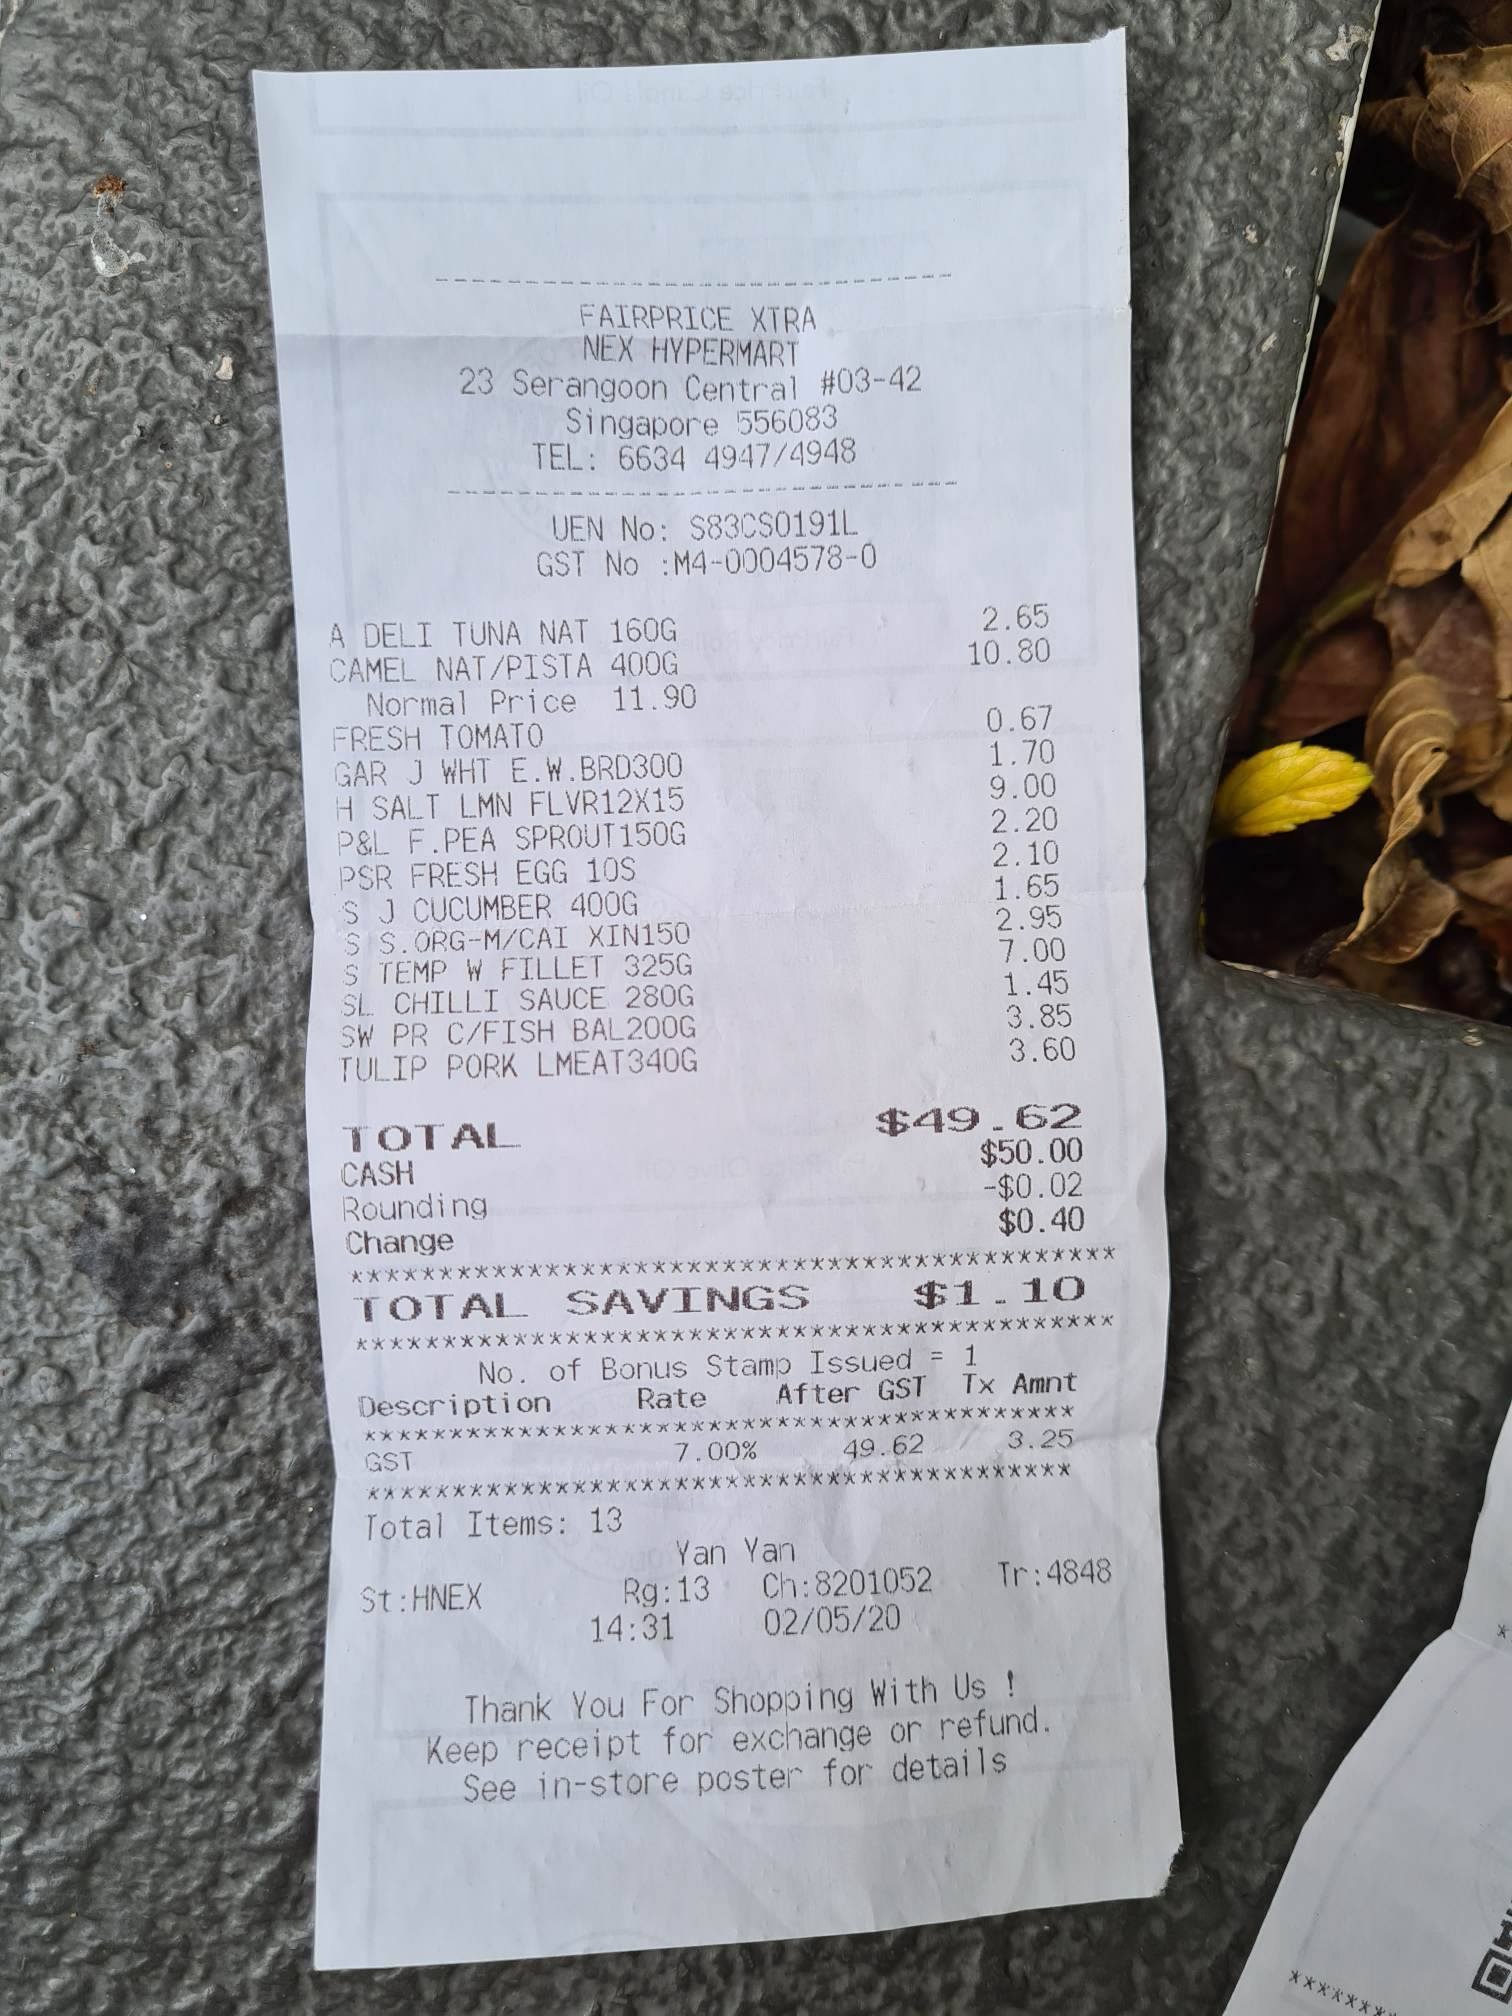 FAIRPRICE XTRA
NEX HYPERMART
23 Serangoon Central #03-42
Singapore 556083
TEL: 6634 4947/4948
UEN No: S83CS0191L
GST No :M4-0004578-0
A DELI TUNA NAT 160G 2.65
CAMEL NAT/PISTA 400G 10.80
Normal Price 11.90
FRESH TOMATO 0.67
GAR J WHT E.W.BRD300 1.70
H SALT LMN FLVR12X15 9.00
P&L F.PEA SPROUT150G 2.20
PSR FRESH EGG 10S 2.10
S J CUCUMBER 400G 1.65
S S.ORG-M/CAI XIN150 2.95
S TEMP W FILLET 325G 7.00
SL CHILLI SAUCE 280G 1.45
SW PR C/FISH BAL200G 3.85
TULIP PORK LMEAT340G 3.60
TOTAL $49.62
CASH $50.00
Rounding -$0.02
Change $0.40
******************************************
TOTAL SAVINGS $1.10
******************************************
No. of Bonus Stamp Issued = 1
Description Rate After GST Tx Amnt
****************************************
GST 7.00% 49.62 3.25
****************************************
Total Items: 13
Yan Yan
St:HNEX Rg:13 Ch:8201052 Tr:4848
14:31 02/05/20
Thank You For Shopping With Us !
Keep receipt for exchange or refund.
See in-store poster for details